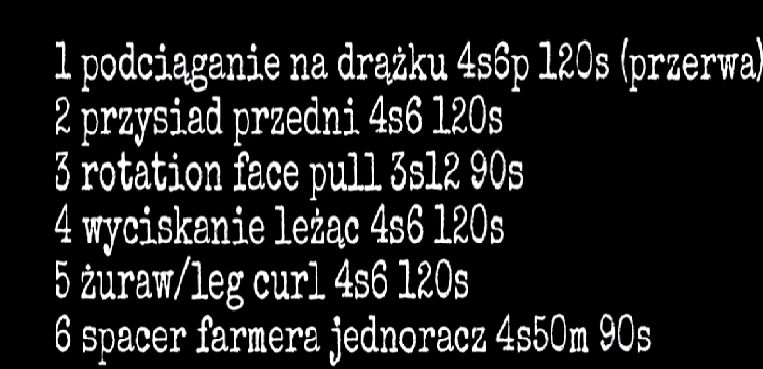 1 podciąganie na drążku 4s6p 120s (przerwa)
2 przysiad przedni 4s6 120s
3 rotation face pull 3s12 90s
4 wyciskanie leżąc 4s6 120s
5 żuraw/leg curl 4s6 120s
6 spacer farmera jednorącz 4s50m 90s